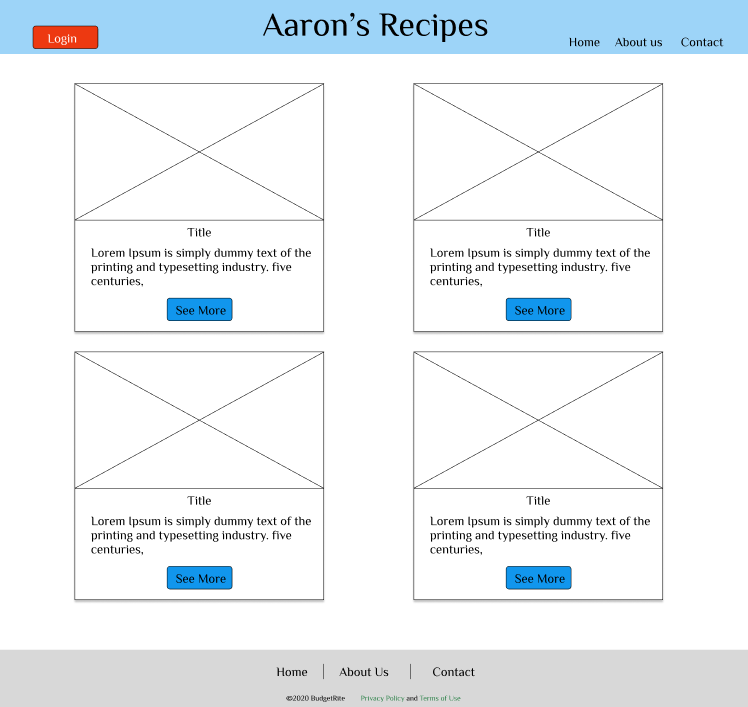 Aaron's Recipes
Login
Home About us Contact
Title
Lorem Ipsum is simply dummy text of the
printing and typesetting industry. five
centuries,
See More
Title
Lorem Ipsum is simply dummy text of the
printing and typesetting industry. five
centuries,
See More
Title
Lorem Ipsum is simply dummy text of the
printing and typesetting industry. five
centuries,
See More
Title
Lorem Ipsum is simply dummy text of the
printing and typesetting industry. five
centuries,
See More
Home About Us Contact
©2020 BudgetRite Privacy Policy and Terms of Use